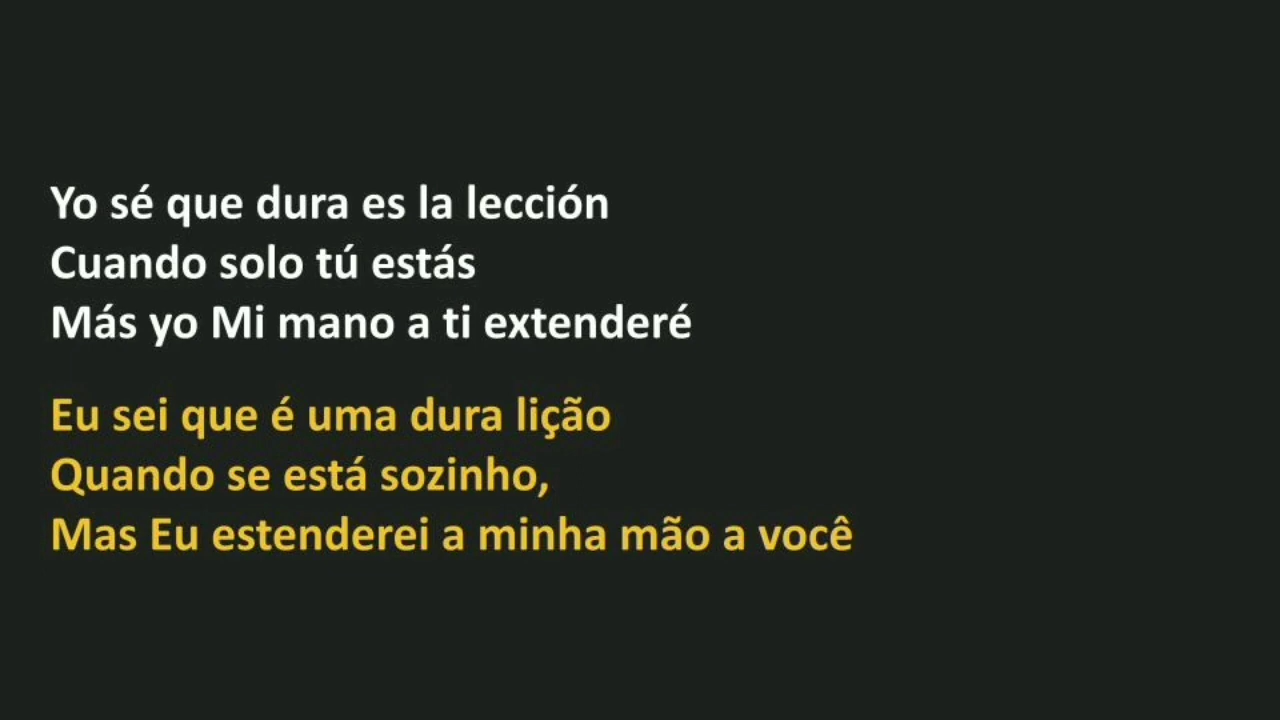 Yo sé que dura es la lección
Cuando solo tú estás
Más yo Mi mano a ti extenderé
Eu sei que é uma dura lição
Quando se está sozinho,
Mas Eu estenderei a minha mão a você